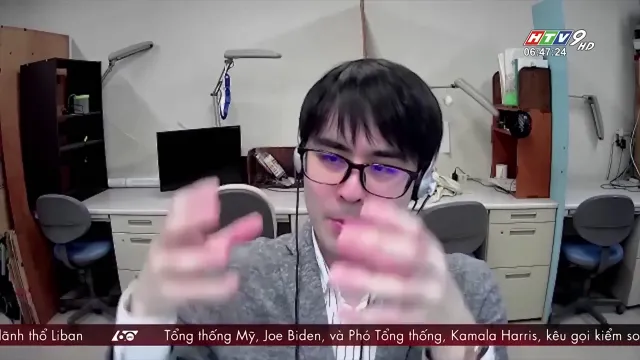 HTV9 HD
06:47:24
lãnh thổ Liban
Tổng thống Mỹ, Joe Biden, và Phó Tổng thống, Kamala Harris, kêu gọi kiểm so